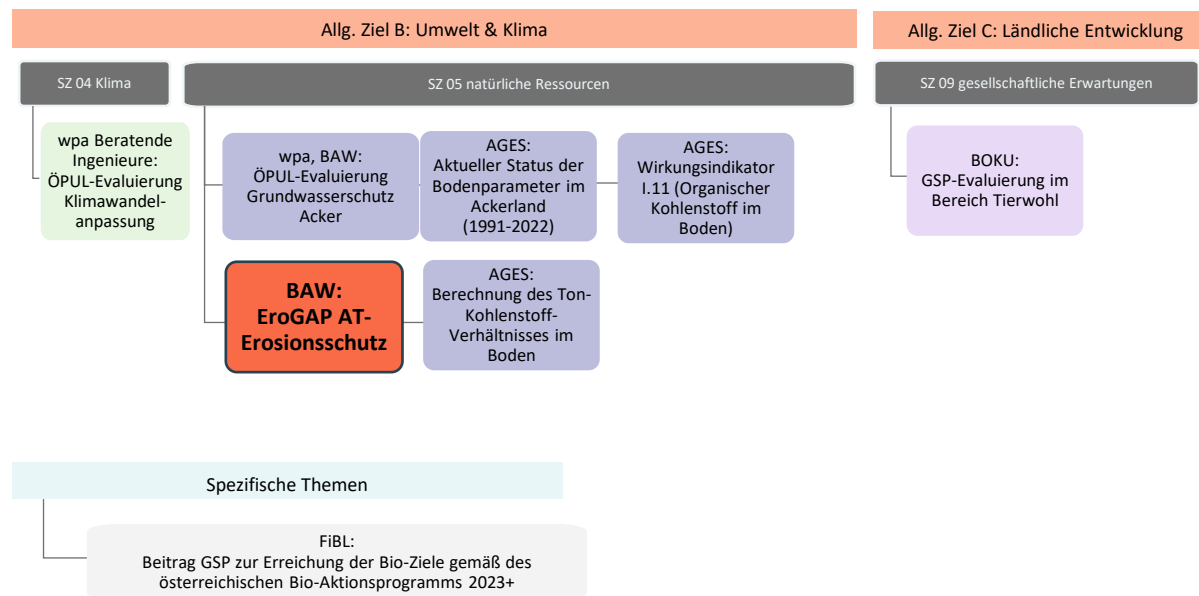 Allg. Ziel B: Umwelt & Klima
Allg. Ziel C: Ländliche Entwicklung
SZ 04 Klima
SZ 05 natürliche Ressourcen
SZ 09 gesellschaftliche Erwartungen
wpa Beratende
Ingenieure:
ÖPUL-Evaluierung
Klimawandel-
anpassung
wpa, BAW:
ÖPUL-Evaluierung
Grundwasserschutz
Acker
AGES:
Aktueller Status der
Bodenparameter im
Ackerland
(1991-2022)
AGES:
Wirkungsindikator
I.11 (Organischer
Kohlenstoff im
Boden)
BOKU:
GSP-Evaluierung im
Bereich Tierwohl
BAW:
EroGAP AT-
Erosionsschutz
AGES:
Berechnung des Ton-
Kohlenstoff-
Verhältnisses im
Boden
Spezifische Themen
FiBL:
Beitrag GSP zur Erreichung der Bio-Ziele gemäß des
österreichischen Bio-Aktionsprogramms 2023+